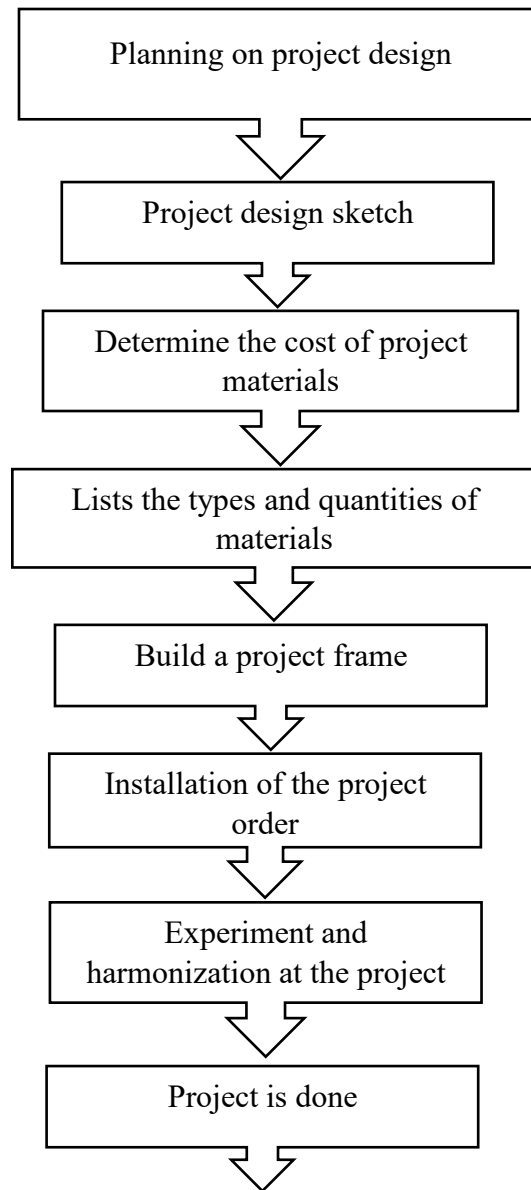 Planning on project design
Project design sketch
Determine the cost of project
materials
Lists the types and quantities of
materials
Build a project frame
Installation of the project
order
Experiment and
harmonization at the project
Project is done